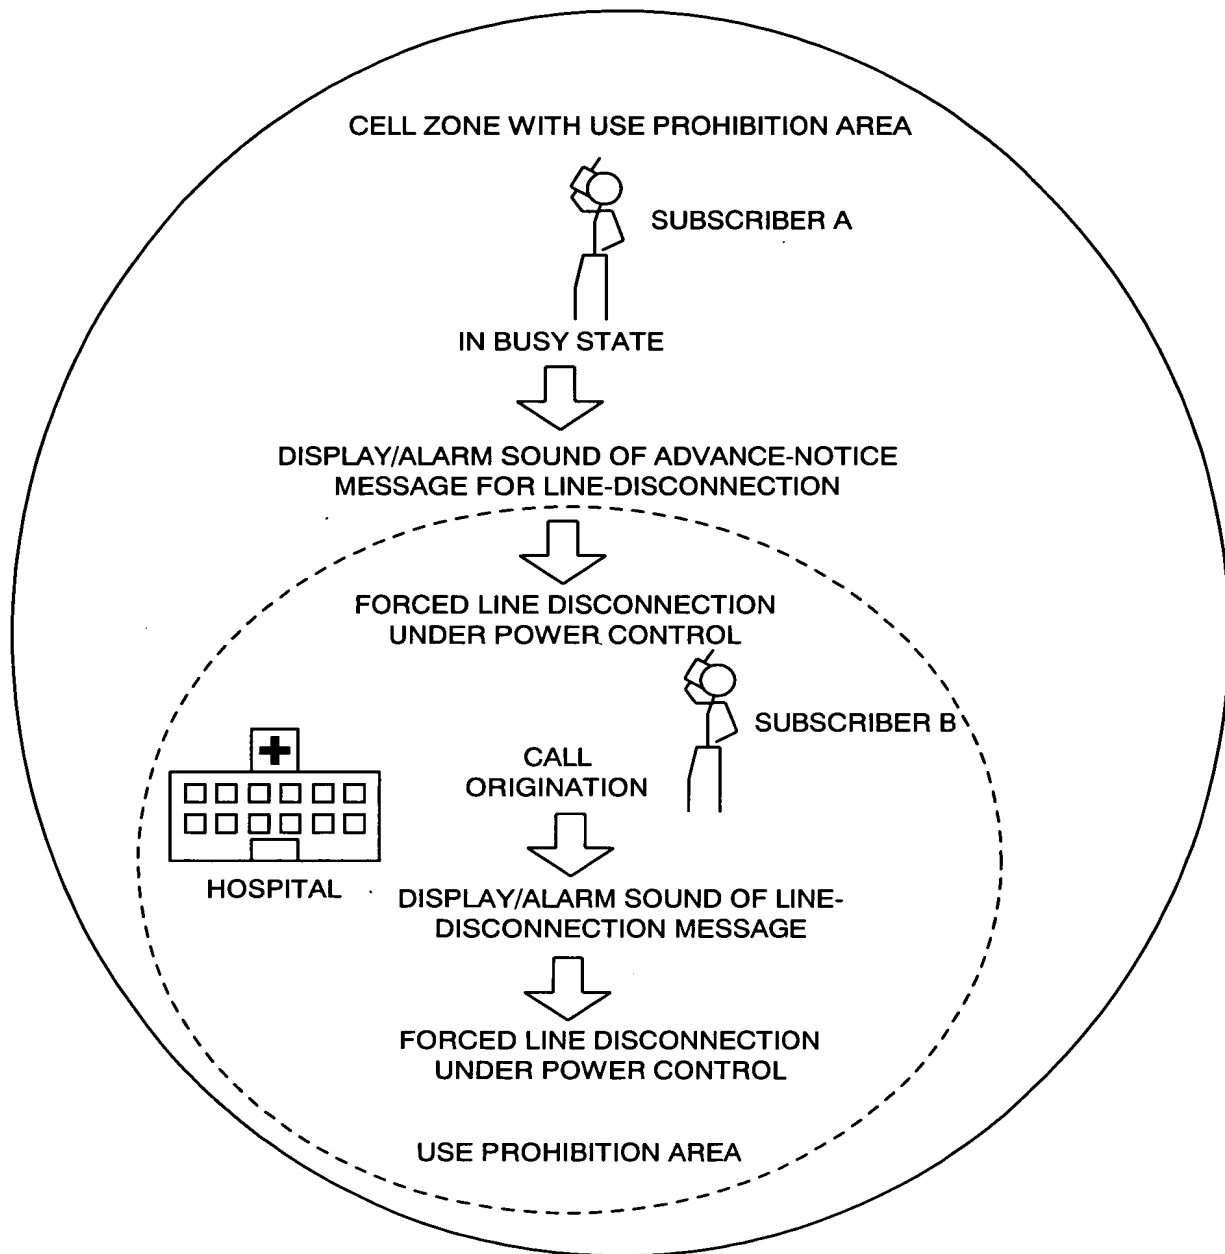 CELL ZONE WITH USE PROHIBITION AREA
SUBSCRIBER A
IN BUSY STATE
DISPLAY/ALARM SOUND OF ADVANCE-NOTICE
MESSAGE FOR LINE-DISCONNECTION
FORCED LINE DISCONNECTION
UNDER POWER CONTROL
SUBSCRIBER B
CALL
ORIGINATION
HOSPITAL
DISPLAY/ALARM SOUND OF LINE-
DISCONNECTION MESSAGE
FORCED LINE DISCONNECTION
UNDER POWER CONTROL
USE PROHIBITION AREA